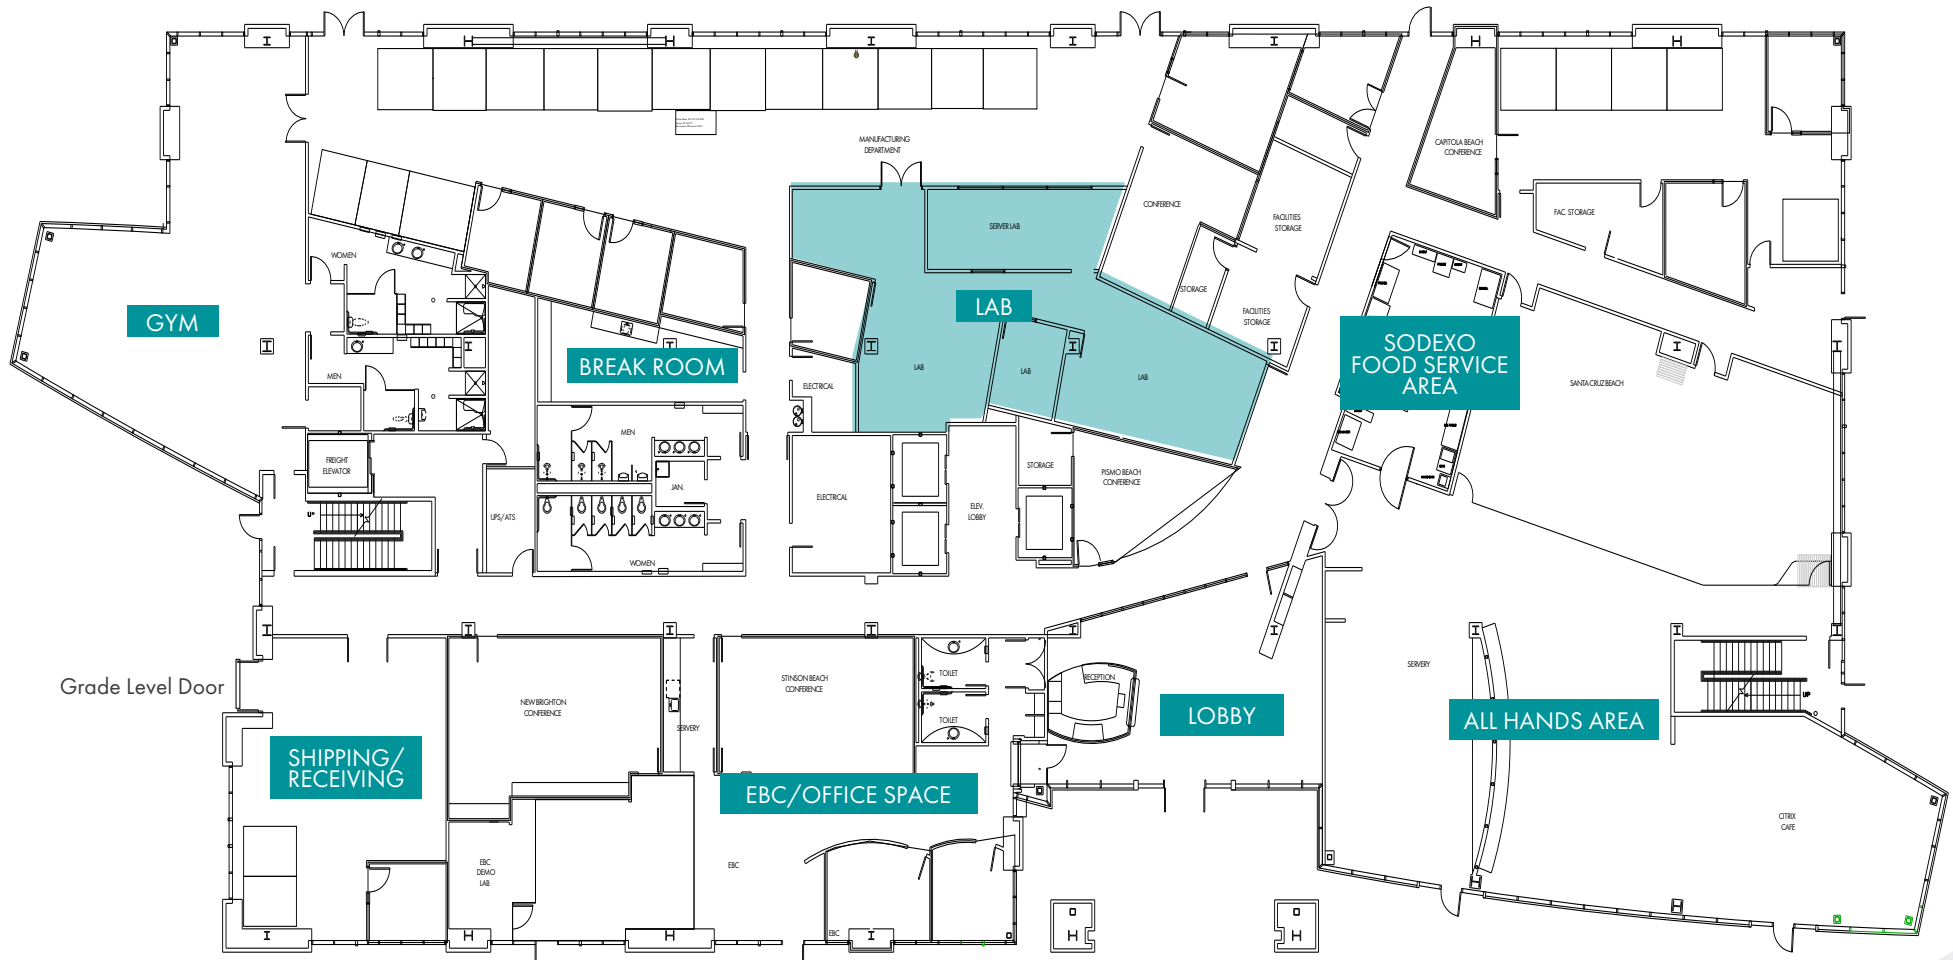 MANUFACTURING
DEPARTMENT
CAPITOLA BEACH
CONFERENCE
CONFERENCE
FACILITIES
STORAGE
FAC. STORAGE
SERVER LAB
WOMEN
GYM
LAB
STORAGE
FACILITIES
STORAGE
SODEXO
FOOD SERVICE
AREA
BREAK ROOM
MEN
ELECTRICAL
LAB
LAB
LAB
SANTA CRUZ BEACH
MEN
FREIGHT
ELEVATOR
JAN.
ELECTRICAL
STORAGE
PISMO BEACH
CONFERENCE
UP
UPS/ATS
ELEV.
LOBBY
WOMEN
Grade Level Door
NEW BRIGHTON
CONFERENCE
SERVERY
STINSON BEACH
CONFERENCE
TOILET
TOILET
RECEPTION
LOBBY
SERVERY
ALL HANDS AREA
UP
SHIPPING/
RECEIVING
EBC/OFFICE SPACE
CITRIX
CAFE
EBC
DEMO
LAB
EBC
EBC